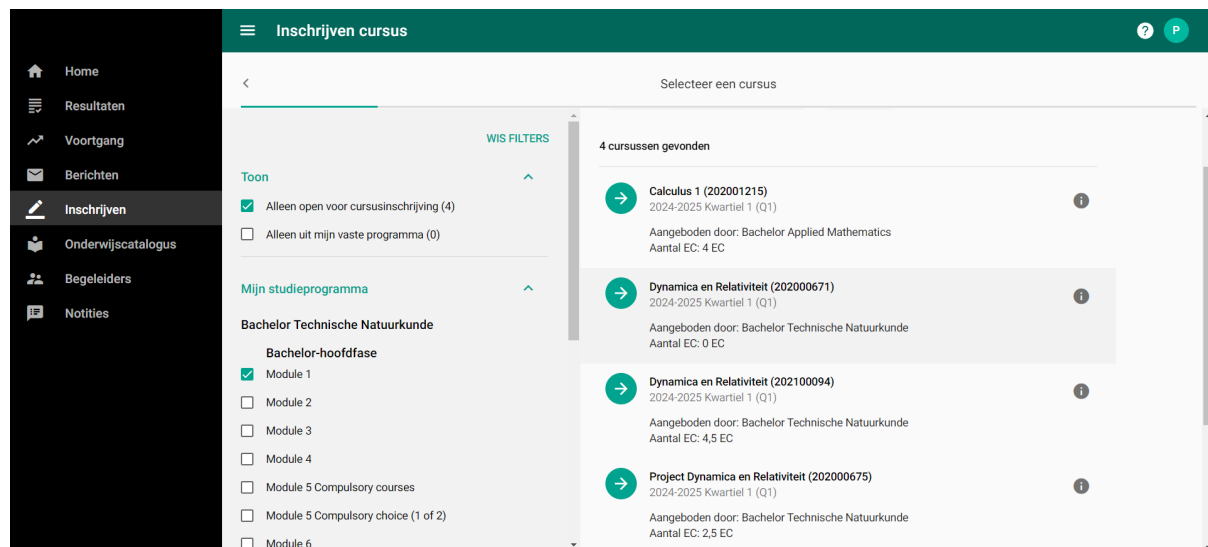 Inschrijven cursus
? P
Home
Resultaten
Voortgang
Berichten
Inschrijven
Onderwijscatalogus
Begeleiders
Notities
Selecteer een cursus
WIS FILTERS
Toon
Alleen open voor cursusinschrijving (4)
Alleen uit mijn vaste programma (0)
Mijn studieprogramma
Bachelor Technische Natuurkunde
Bachelor-hoofdfase
Module 1
Module 2
Module 3
Module 4
Module 5 Compulsory courses
Module 5 Compulsory choice (1 of 2)
Module 6
4 cursussen gevonden
Calculus 1 (202001215)
2024-2025 Kwartiel 1 (Q1)
Aangeboden door: Bachelor Applied Mathematics
Aantal EC: 4 EC
Dynamica en Relativiteit (202000671)
2024-2025 Kwartiel 1 (Q1)
Aangeboden door: Bachelor Technische Natuurkunde
Aantal EC: 0 EC
Dynamica en Relativiteit (202100094)
2024-2025 Kwartiel 1 (Q1)
Aangeboden door: Bachelor Technische Natuurkunde
Aantal EC: 4,5 EC
Project Dynamica en Relativiteit (202000675)
2024-2025 Kwartiel 1 (Q1)
Aangeboden door: Bachelor Technische Natuurkunde
Aantal EC: 2,5 EC